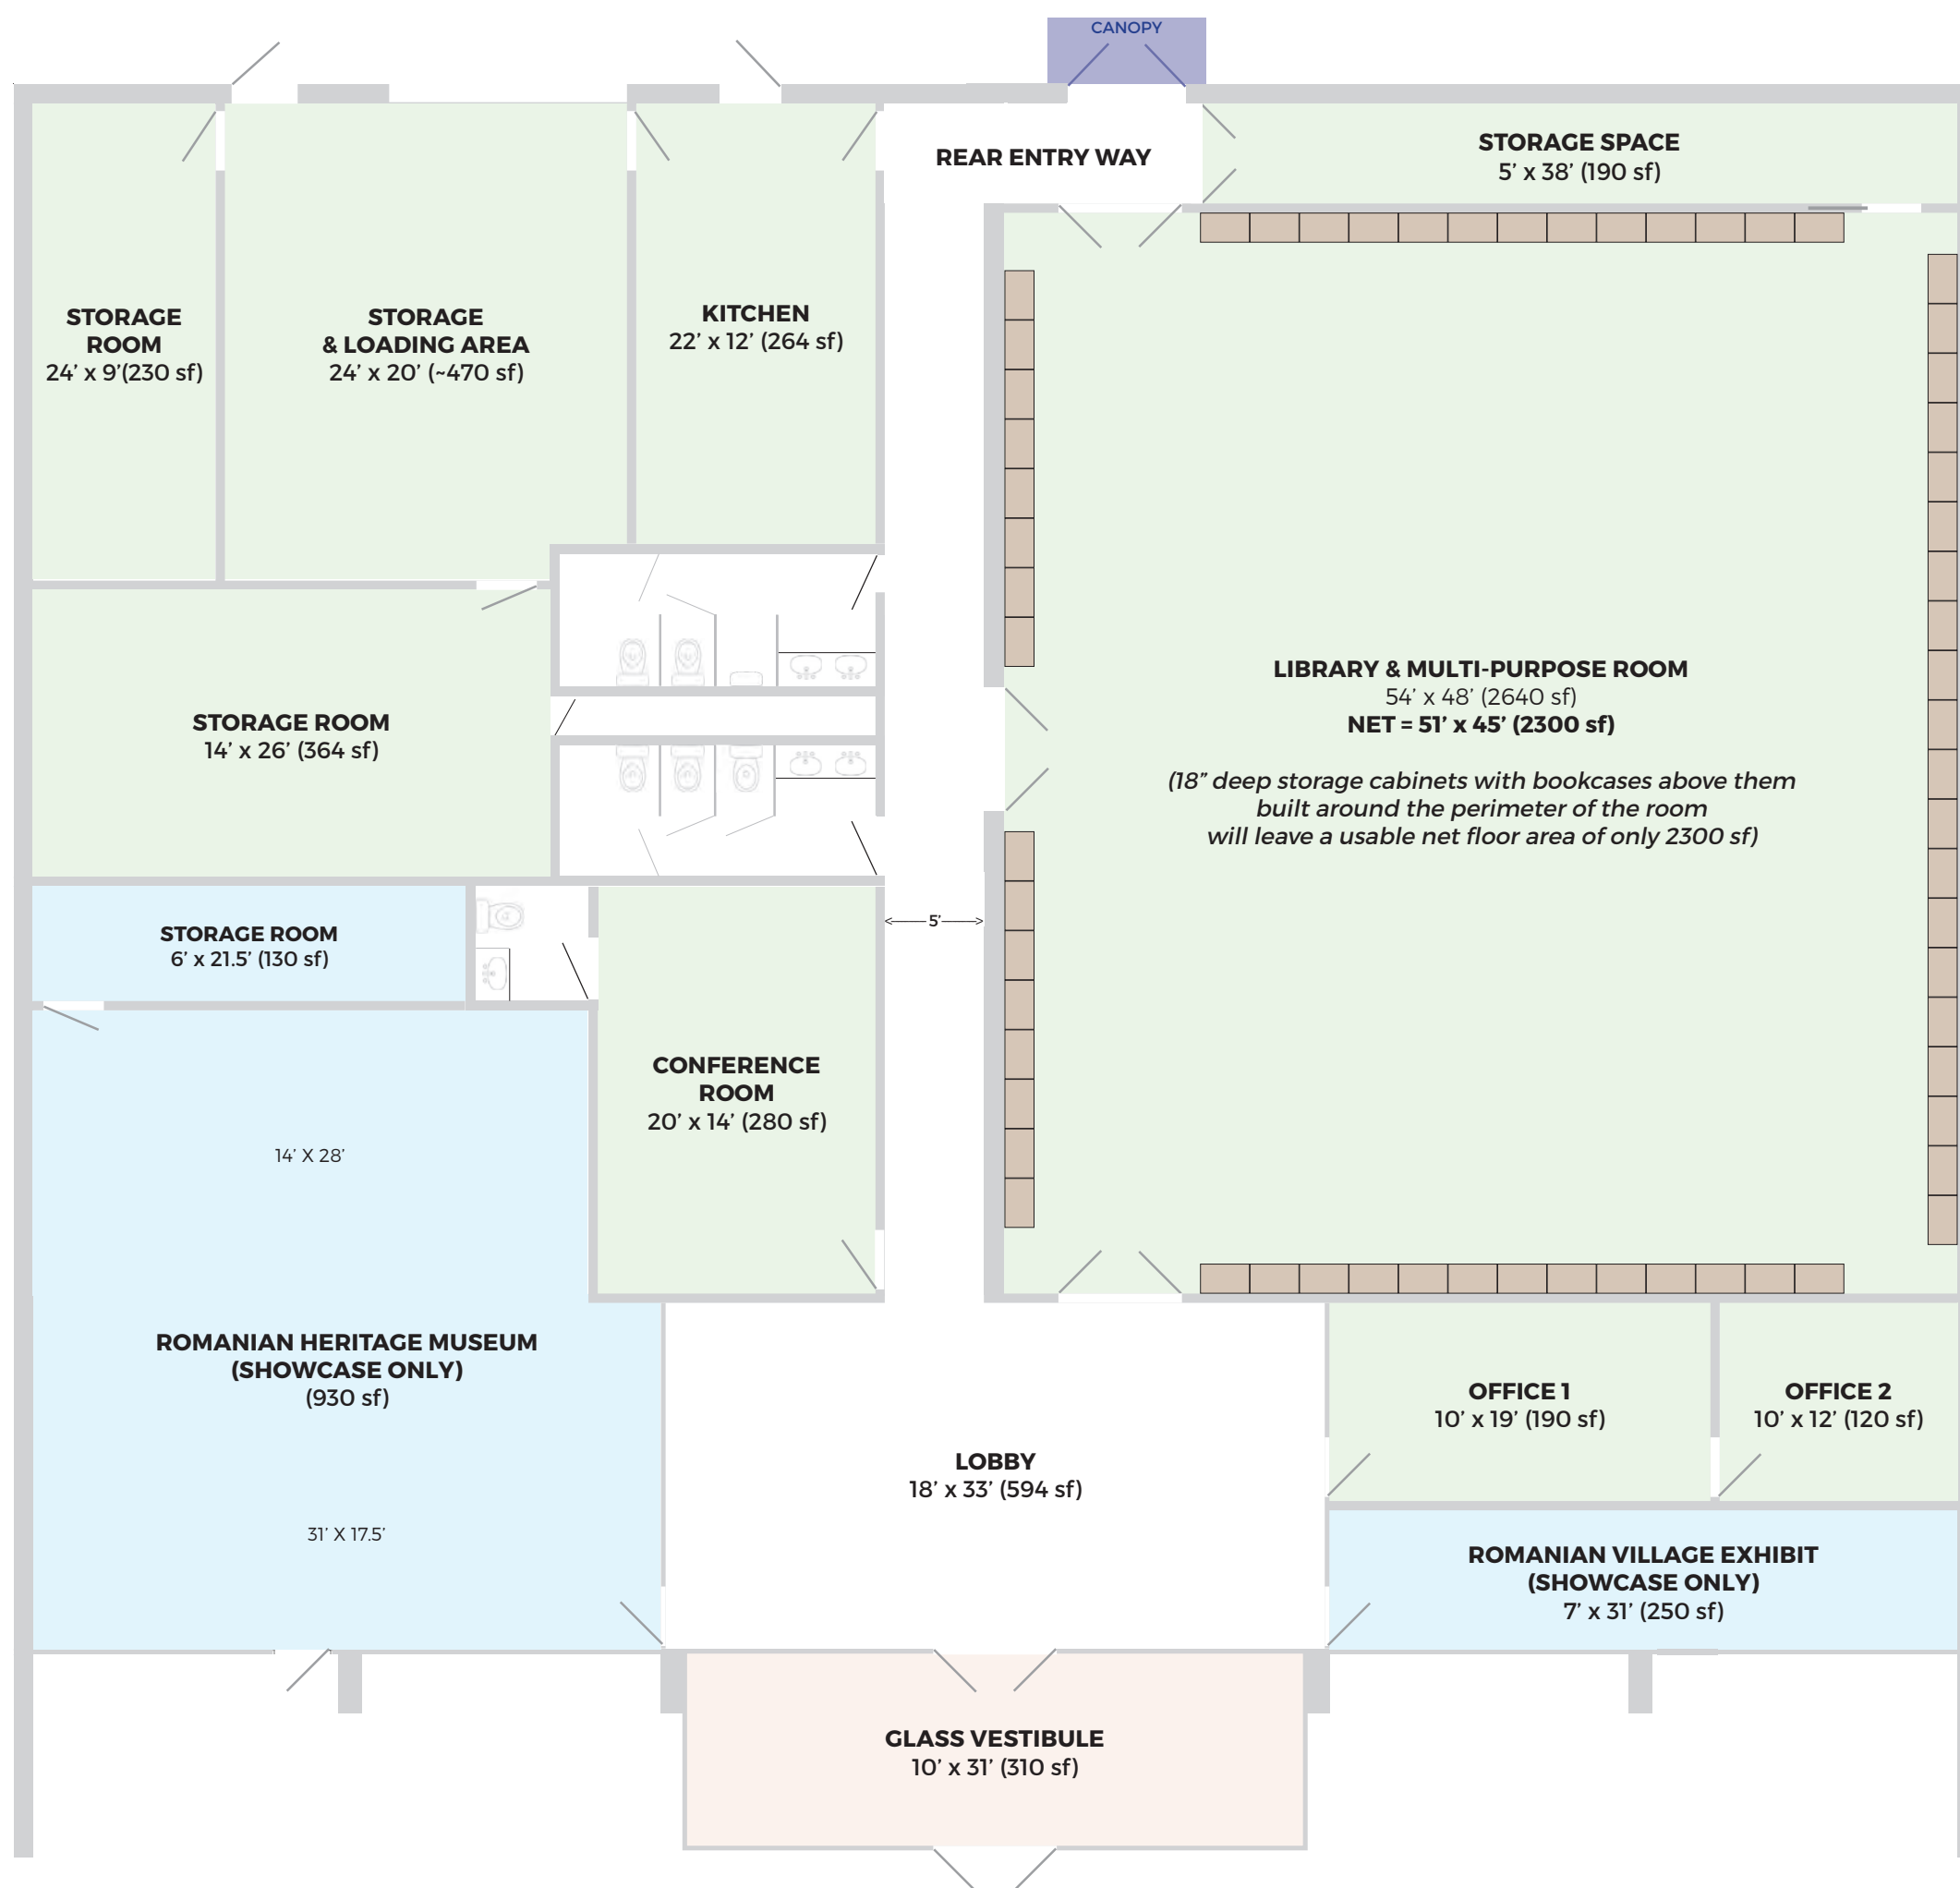 CANOPY
REAR ENTRY WAY
STORAGE SPACE
5’ x 38’ (190 sf)
STORAGE
ROOM
24’ x 9’(230 sf)
STORAGE
& LOADING AREA
24’ x 20’ (~470 sf)
KITCHEN
22’ x 12’ (264 sf)
LIBRARY & MULTI-PURPOSE ROOM
54’ x 48’ (2640 sf)
NET = 51’ x 45’ (2300 sf)
(18” deep storage cabinets with bookcases above them
built around the perimeter of the room
will leave a usable net floor area of only 2300 sf)
STORAGE ROOM
14’ x 26’ (364 sf)
STORAGE ROOM
6’ x 21.5’ (130 sf)
5’
CONFERENCE
ROOM
20’ x 14’ (280 sf)
14’ X 28’
ROMANIAN HERITAGE MUSEUM
(SHOWCASE ONLY)
(930 sf)
31’ X 17.5’
LOBBY
18’ x 33’ (594 sf)
OFFICE 1
10’ x 19’ (190 sf)
OFFICE 2
10’ x 12’ (120 sf)
ROMANIAN VILLAGE EXHIBIT
(SHOWCASE ONLY)
7’ x 31’ (250 sf)
GLASS VESTIBULE
10’ x 31’ (310 sf)